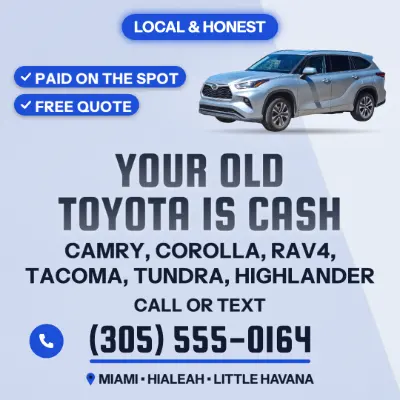 LOCAL & HONEST
PAID ON THE SPOT
FREE QUOTE
YOUR OLD
TOYOTA IS CASH
CAMRY, COROLLA, RAV4,
TACOMA, TUNDRA, HIGHLANDER
CALL OR TEXT
(305) 555-0164
MIAMI • HIALEAH • LITTLE HAVANA